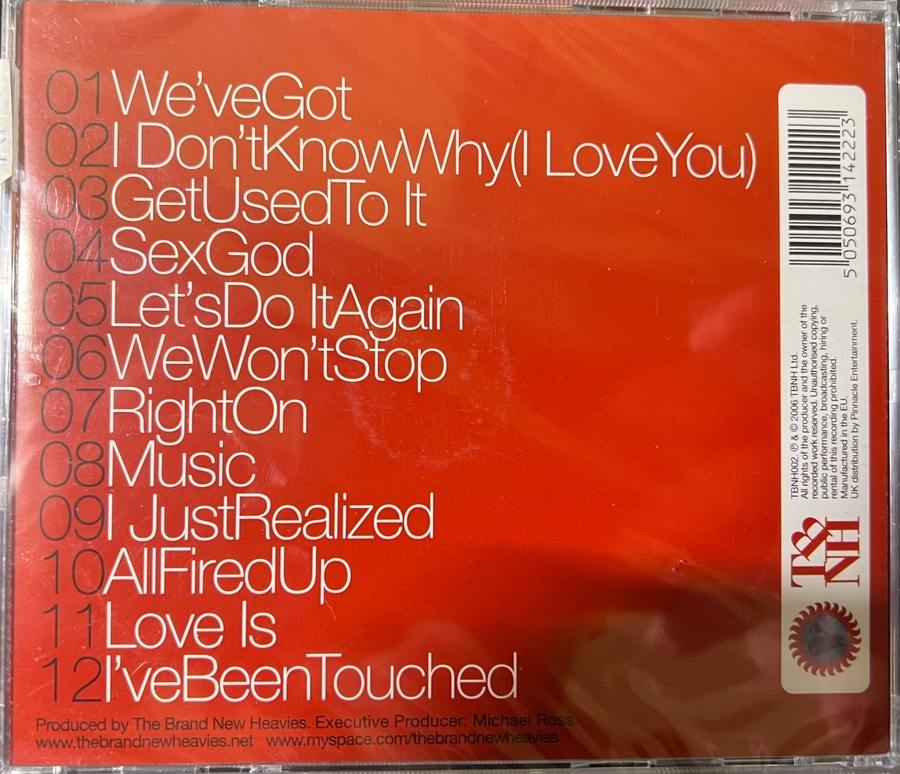 01We'veGot
02I Don'tKnowWhy(I LoveYou)
03GetUsedTo It
04SexGod
05Let'sDo ItAgain
06WeWon'tStop
07RightOn
08Music
09I JustRealized
10AllFiredUp
11Love Is
12I'veBeenTouched
Produced by The Brand New Heavies. Executive Producer: Michael Ross.
www.thebrandnewheavies.net www.myspace.com/thebrandnewheavies
5 050693 142223
TBNH002. ℗ & © 2006 TBNH Ltd.
All rights of the producer and the owner of the
recorded work reserved. Unauthorised copying,
public performance, broadcasting, hiring or
rental of this recording prohibited.
Manufactured in the EU.
UK distribution by Pinnacle Entertainment.
TB
NH